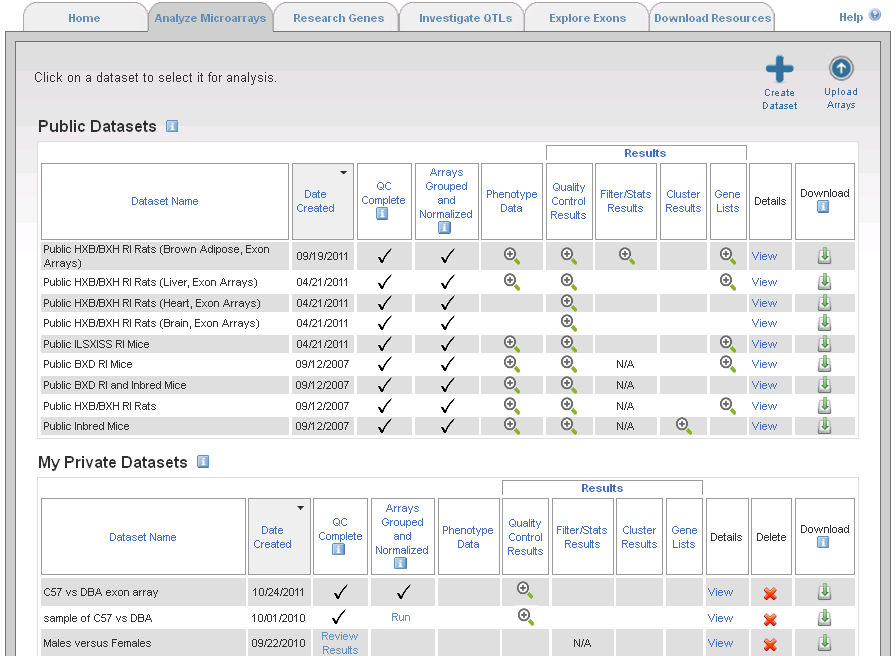 Home Analyze Microarrays Research Genes Investigate QTLs Explore Exons Download Resources Help ?
Click on a dataset to select it for analysis.
Create Dataset
Upload Arrays
Public Datasets i
Results
Dataset Name Date Created QC Complete i Arrays Grouped and Normalized i Phenotype Data Quality Control Results Filter/Stats Results Cluster Results Gene Lists Details Download i
Public HXB/BXH RI Rats (Brown Adipose, Exon Arrays) 09/19/2011 View
Public HXB/BXH RI Rats (Liver, Exon Arrays) 04/21/2011 View
Public HXB/BXH RI Rats (Heart, Exon Arrays) 04/21/2011 View
Public HXB/BXH RI Rats (Brain, Exon Arrays) 04/21/2011 View
Public ILSXISS RI Mice 04/21/2011 View
Public BXD RI Mice 09/12/2007 N/A View
Public BXD RI and Inbred Mice 09/12/2007 N/A View
Public HXB/BXH RI Rats 09/12/2007 N/A View
Public Inbred Mice 09/12/2007 N/A View
My Private Datasets i
Results
Dataset Name Date Created QC Complete i Arrays Grouped and Normalized i Phenotype Data Quality Control Results Filter/Stats Results Cluster Results Gene Lists Details Delete Download i
C57 vs DBA exon array 10/24/2011 View
sample of C57 vs DBA 10/01/2010 Run View
Males versus Females 09/22/2010 Review Results N/A View